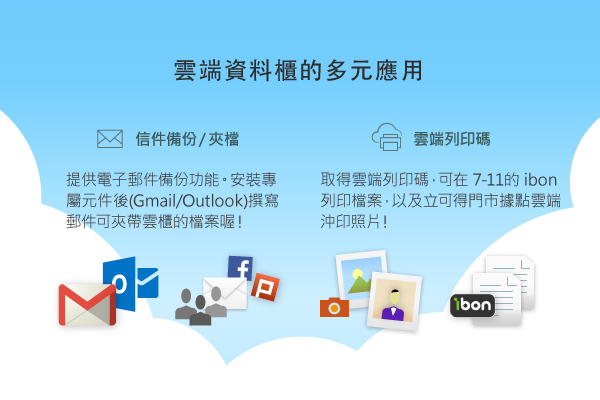 雲端資料櫃的多元應用
信件備份/夾檔
提供電子郵件備份功能。安裝專
屬元件後(Gmail/Outlook)撰寫
郵件可夾帶雲櫃的檔案喔!
雲端列印碼
取得雲端列印碼,可在 7-11的 ibon
列印檔案,以及立可得門市據點雲端
沖印照片!
ibon